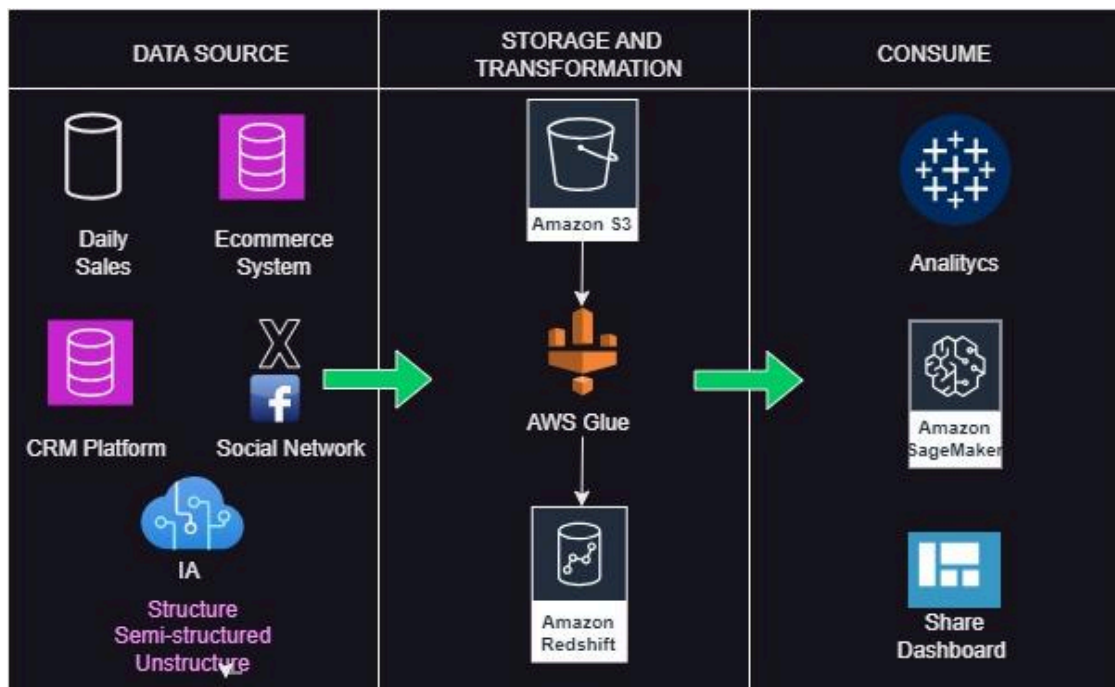 DATA SOURCE
STORAGE AND
TRANSFORMATION
CONSUME
Daily
Sales
Ecommerce
System
CRM Platform
X
f
Social Network
IA
Structure
Semi-structured
Unstructure
Amazon S3
AWS Glue
Amazon
Redshift
Analitycs
Amazon
SageMaker
Share
Dashboard